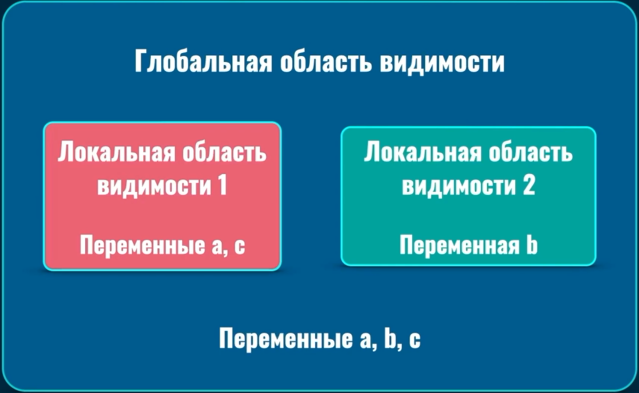 Глобальная область видимости
Локальная область
видимости 1
Переменные a, c
Локальная область
видимости 2
Переменная b
Переменные a, b, c